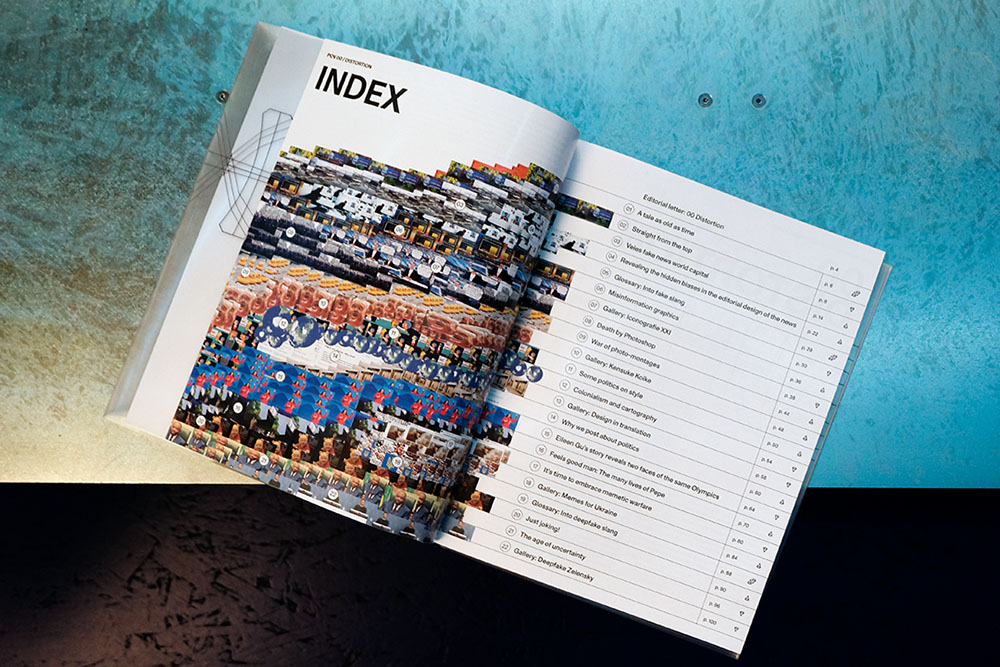 00 / DISTORTION
INDEX
Editorial letter: 00 Distortion p. 4
01 A tale as old as time p. 6
02 Straight from the top p. 8
03 Veles fake news world capital p. 14
04 Revealing the hidden biases in the editorial design of the news p. 22
05 Glossary: Into fake slang
06 Misinformation graphics
07 Gallery: Iconografie XXI p. 36
08 Death by Photoshop p. 38
09 War of photo-montages p. 44
10 Gallery: Kensuke Koike p. 48
11 Some politics on style p. 50
12 Colonialism and cartography p. 54
13 Gallery: Design in translation p. 58
14 Why we post about politics p. 60
15 Eileen Gu's story reveals two faces of the same Olympics p. 64
16 Feels good man: The many lives of Pepe p. 70
17 It's time to embrace memetic warfare p. 80
18 Gallery: Memes for Ukraine p. 84
19 Glossary: Into deepfake slang p. 88
20 Just joking! p. 90
21 The age of uncertainty p. 96
22 Gallery: Deepfake Zelensky p. 100